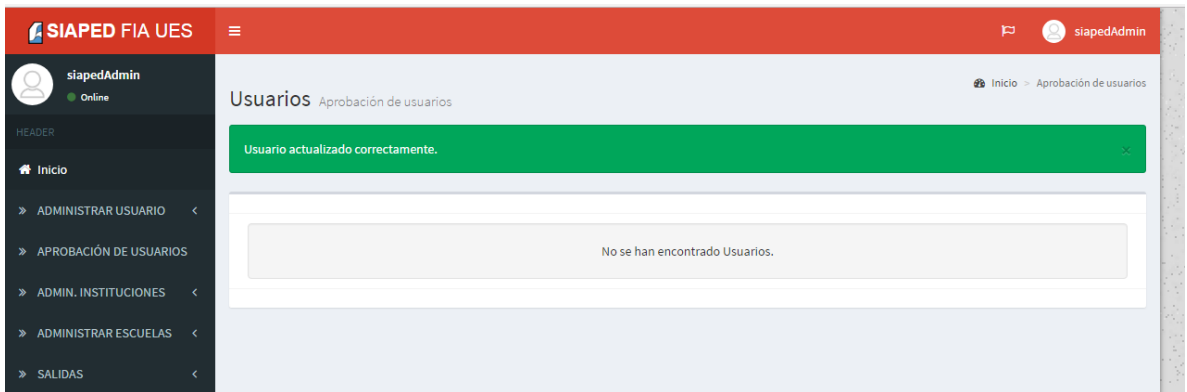 SIAPED FIA UES
siapedAdmin
siapedAdmin
Online
HEADER
Inicio
ADMINISTRAR USUARIO
APROBACIÓN DE USUARIOS
ADMIN. INSTITUCIONES
ADMINISTRAR ESCUELAS
SALIDAS
Usuarios Aprobación de usuarios
Inicio > Aprobación de usuarios
Usuario actualizado correctamente.
No se han encontrado Usuarios.